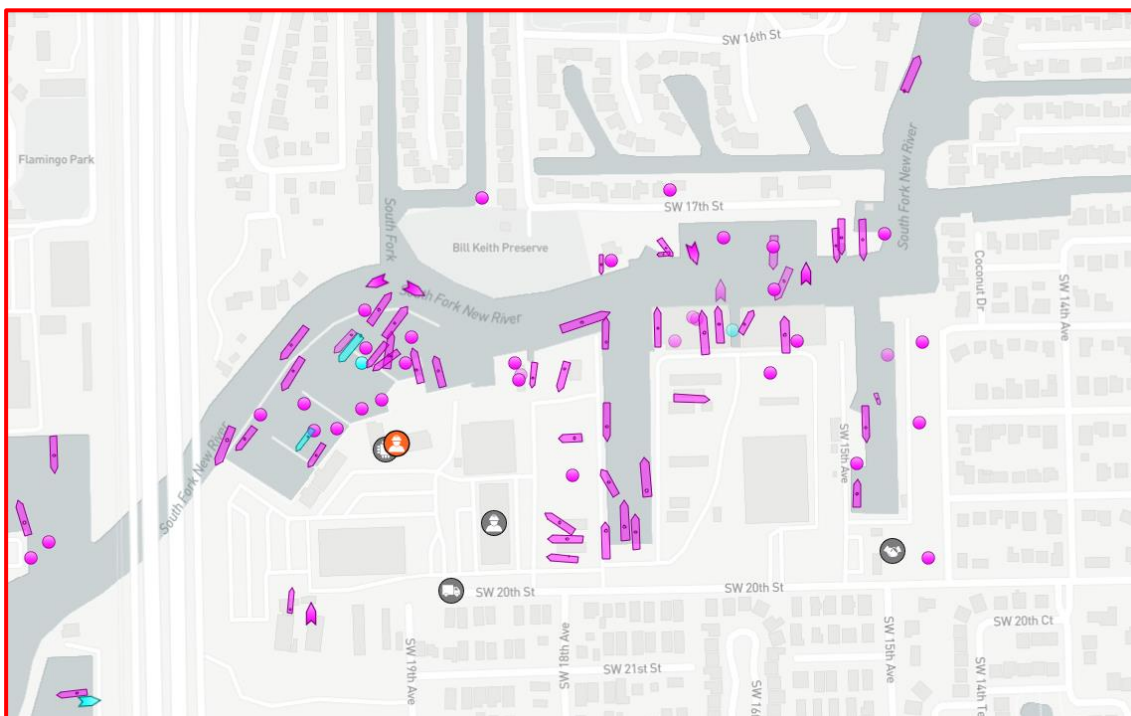 SW 16th St
Flamingo Park
South Fork New River
SW 17th St
South Fork
Bill Keith Preserve
Coconut Dr
SW 14th Ave
South Fork New River
South Fork New River
SW 15th Ave
SW 20th St
SW 20th St
SW 19th Ave
SW 18th Ave
SW 15th Ave
SW 20th Ct
SW 21st St
SW 14th Te